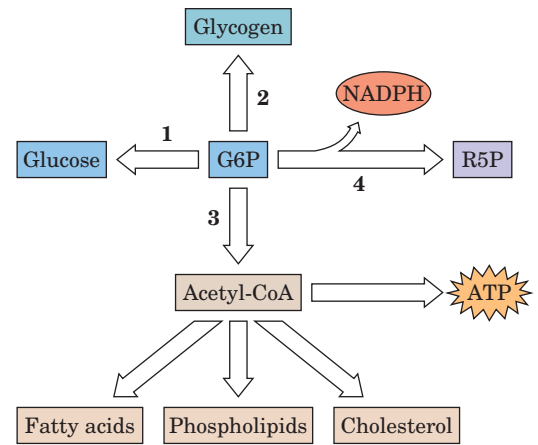 Glycogen
2
NADPH
1
Glucose
G6P
4
R5P
3
Acetyl-CoA
ATP
Fatty acids
Phospholipids
Cholesterol